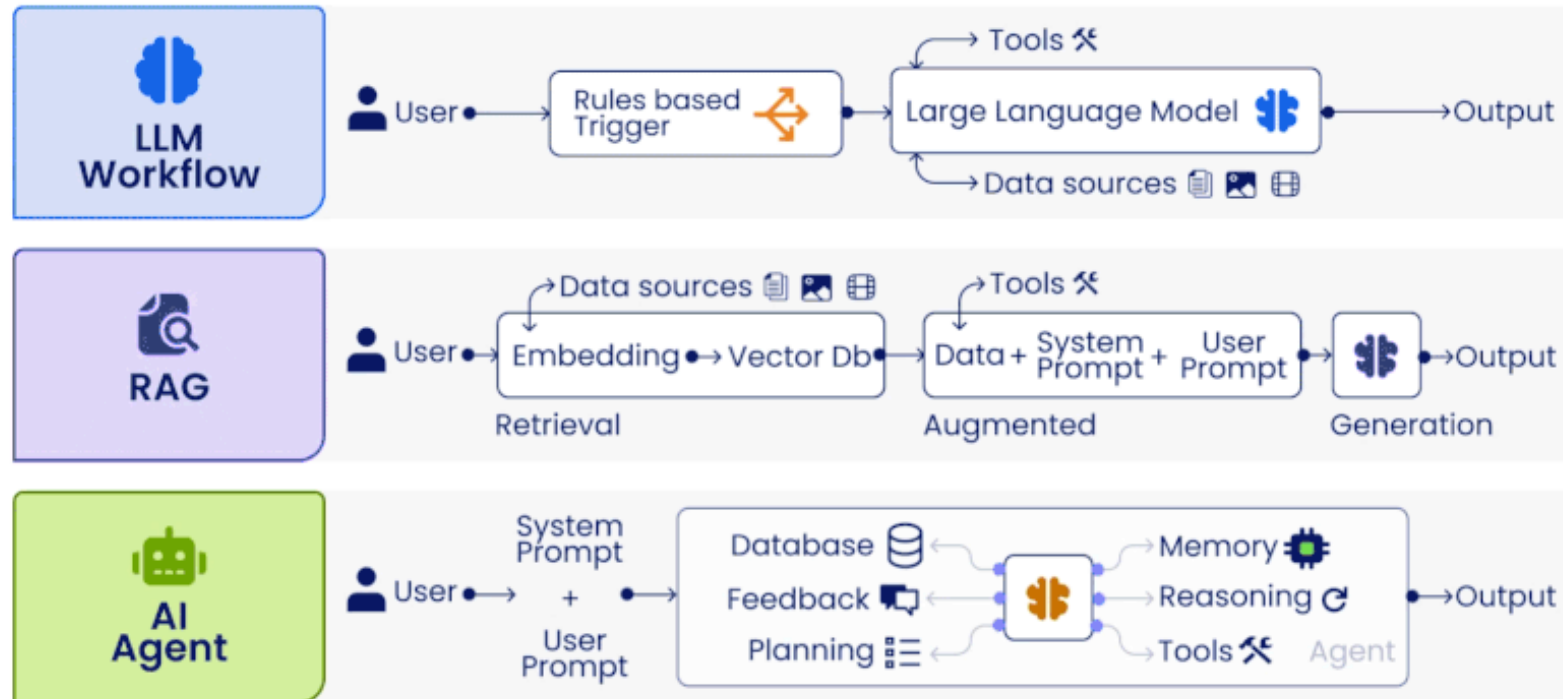 LLM
Workflow
User
Rules based
Trigger
Tools
Large Language Model
Data sources
Output
RAG
User
Data sources
Embedding
Vector Db
Retrieval
Tools
Data + System Prompt + User Prompt
Augmented
Generation
Output
AI
Agent
User
System
Prompt
+
User
Prompt
Database
Feedback
Planning
Memory
Reasoning
Tools
Agent
Output